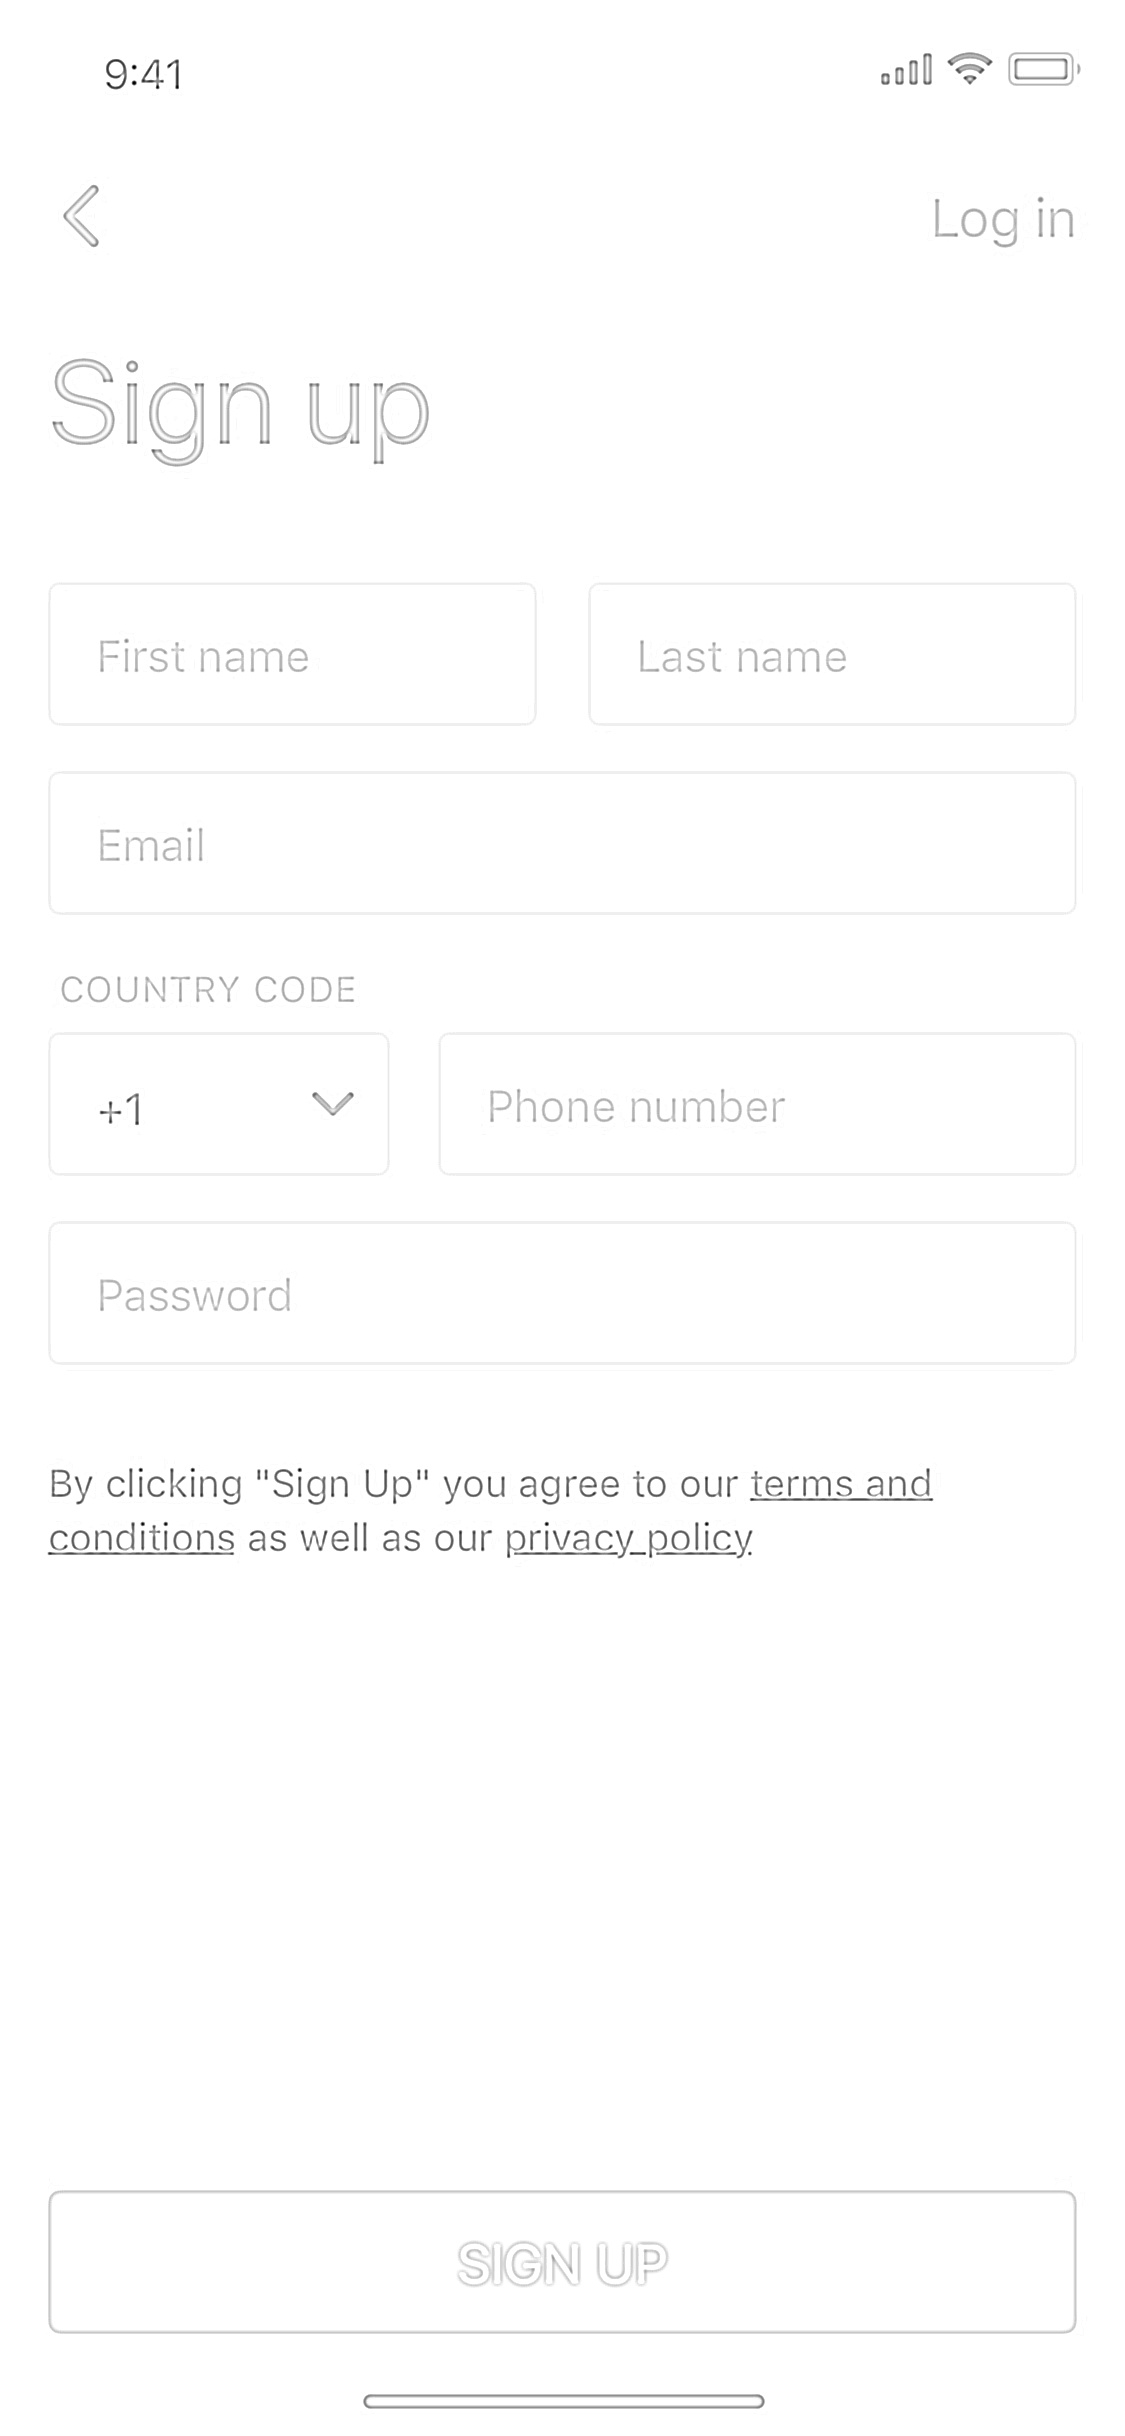 9:41
Log in
Sign up
First name
Last name
Email
COUNTRY CODE
+1
Phone number
Password
By clicking "Sign Up" you agree to our terms and
conditions as well as our privacy policy
SIGN UP